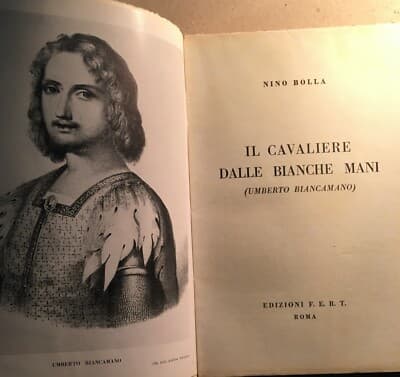 UMBERTO BIANCAMANO
NINO BOLLA
IL CAVALIERE
DALLE BIANCHE MANI
(UMBERTO BIANCAMANO)
EDIZIONI F. E. R. T.
ROMA